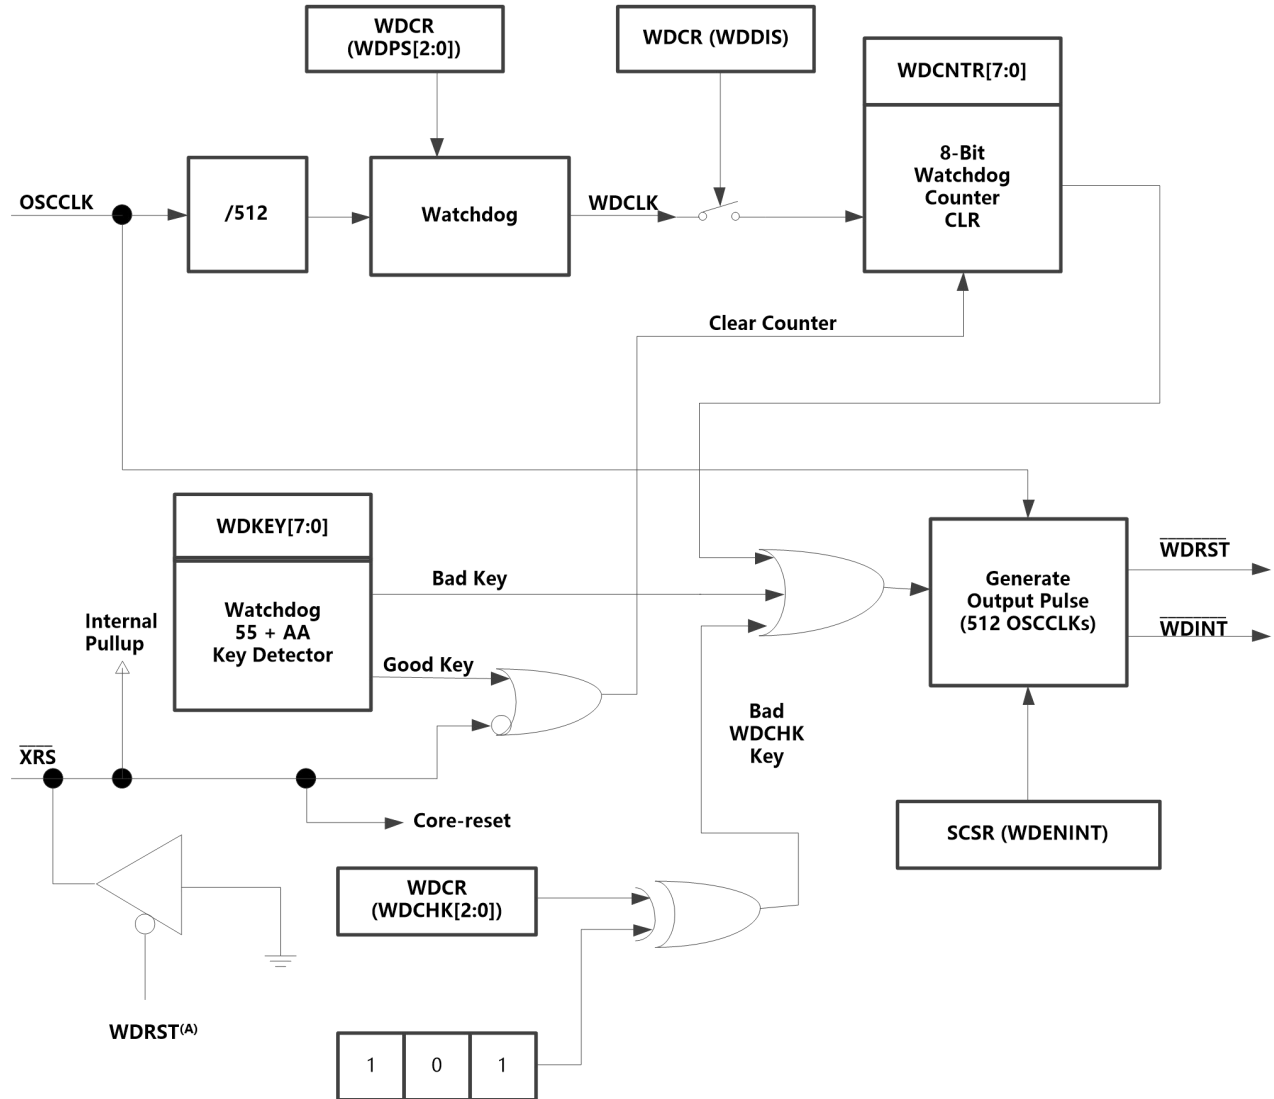 WDCR
(WDPS[2:0])
WDCR (WDDIS)
WDCNTR[7:0]
8-Bit
Watchdog
Counter
CLR
OSCCLK
/512
Watchdog
WDCLK
Clear Counter
WDKEY[7:0]
Watchdog
55 + AA
Key Detector
Bad Key
Good Key
Internal
Pullup
Generate
Output Pulse
(512 OSCCLKs)
WDRST
WDINT
Bad
WDCHK
Key
XRS
Core-reset
SCSR (WDENINT)
WDCR
(WDCHK[2:0])
WDRST(A)
1 0 1